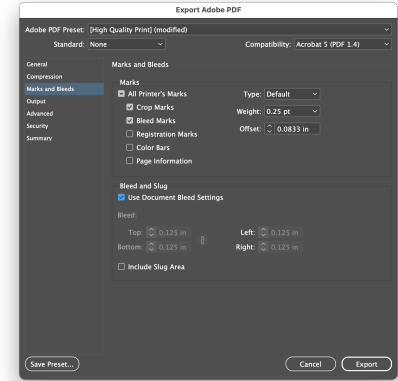 Export Adobe PDF
Adobe PDF Preset: [High Quality Print] (modified)
Standard: None
Compatibility: Acrobat 5 (PDF 1.4)
General
Compression
Marks and Bleeds
Output
Advanced
Security
Summary
Marks and Bleeds
Marks
All Printer's Marks
Crop Marks
Bleed Marks
Registration Marks
Color Bars
Page Information
Type: Default
Weight: 0.25 pt
Offset: 0.0833 in
Bleed and Slug
Use Document Bleed Settings
Bleed:
Top: 0.125 in
Bottom: 0.125 in
Left: 0.125 in
Right: 0.125 in
Include Slug Area
Save Preset...
Cancel
Export